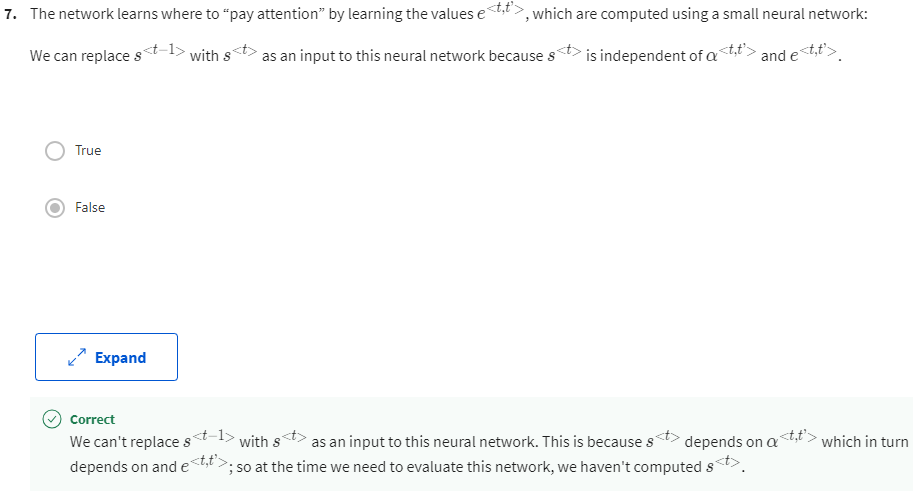 7. The network learns where to “pay attention” by learning the values e^{<t,t'>}, which are computed using a small neural network:
We can replace s^{<t−1>} with s^{<t>} as an input to this neural network because s^{<t>} is independent of α^{<t,t'>} and e^{<t,t'>}.
True
False
Expand
Correct
We can't replace s^{<t−1>} with s^{<t>} as an input to this neural network. This is because s^{<t>} depends on α^{<t,t'>} which in turn
depends on and e^{<t,t'>}; so at the time we need to evaluate this network, we haven't computed s^{<t>}.